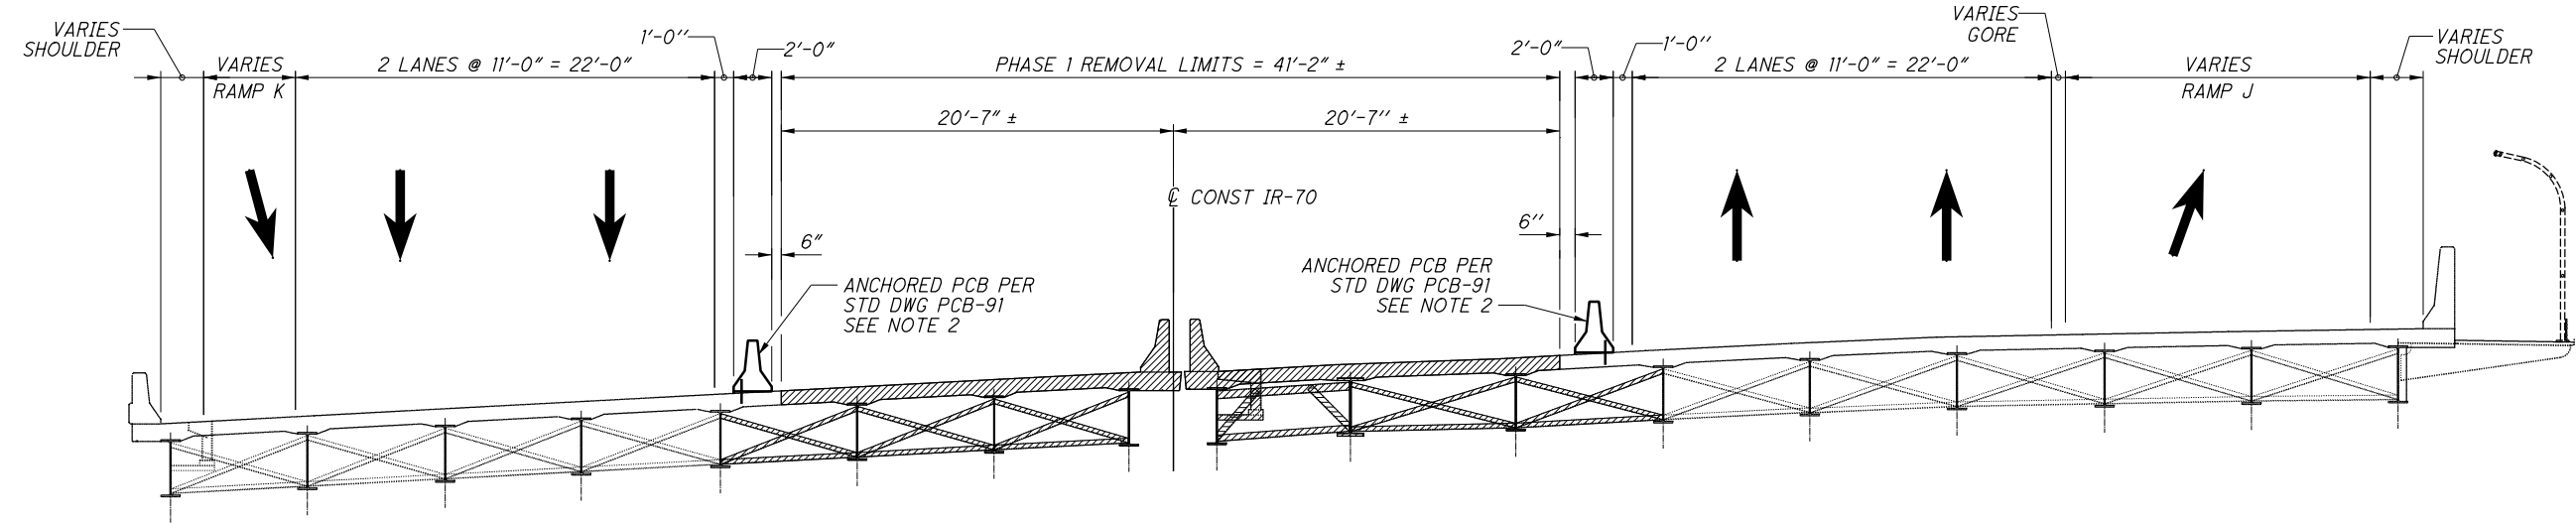 VARIES
SHOULDER
VARIES
RAMP K
2 LANES @ 11'-0" = 22'-0"
1'-0''
2'-0"
PHASE 1 REMOVAL LIMITS = 41'-2" ±
2'-0"
1'-0''
2 LANES @ 11'-0" = 22'-0"
VARIES
GORE
VARIES
RAMP J
VARIES
SHOULDER
20'-7" ±
20'-7'' ±
℄ CONST IR-70
6"
6''
ANCHORED PCB PER
STD DWG PCB-91
SEE NOTE 2
ANCHORED PCB PER
STD DWG PCB-91
SEE NOTE 2